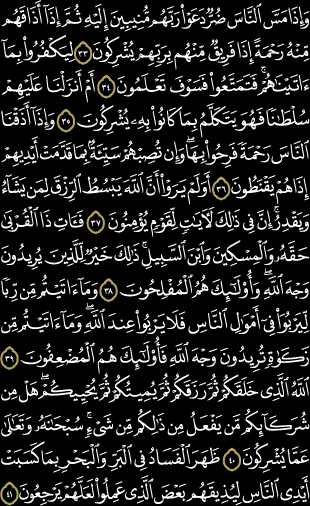 وَإِذَا مَسَّ ٱلنَّاسَ ضُرٌّ دَعَوْا۟ رَبَّهُم مُّنِيبِينَ إِلَيْهِ ثُمَّ إِذَآ أَذَاقَهُم
مِّنْهُ رَحْمَةً إِذَا فَرِيقٌ مِّنْهُم بِرَبِّهِمْ يُشْرِكُونَ ٣٣ لِيَكْفُرُوا۟ بِمَآ
ءَاتَيْنَٰهُمْ ۚ فَتَمَتَّعُوا۟ فَسَوْفَ تَعْلَمُونَ ٣٤ أَمْ أَنزَلْنَا عَلَيْهِمْ
سُلْطَٰنًا فَهُوَ يَتَكَلَّمُ بِمَا كَانُوا۟ بِهِۦ يُشْرِكُونَ ٣٥ وَإِذَآ أَذَقْنَا
ٱلنَّاسَ رَحْمَةً فَرِحُوا۟ بِهَا ۖ وَإِن تُصِبْهُمْ سَيِّئَةٌۢ بِمَا قَدَّمَتْ أَيْدِيهِمْ
إِذَا هُمْ يَقْنَطُونَ ٣٦ أَوَلَمْ يَرَوْا۟ أَنَّ ٱللَّهَ يَبْسُطُ ٱلرِّزْقَ لِمَن يَشَآءُ
وَيَقْدِرُ ۚ إِنَّ فِى ذَٰلِكَ لَءَايَٰتٍ لِّقَوْمٍ يُؤْمِنُونَ ٣٧ فَـَٔاتِ ذَا ٱلْقُرْبَىٰ
حَقَّهُۥ وَٱلْمِسْكِينَ وَٱبْنَ ٱلسَّبِيلِ ۚ ذَٰلِكَ خَيْرٌ لِّلَّذِينَ يُرِيدُونَ
وَجْهَ ٱللَّهِ ۖ وَأُو۟لَٰٓئِكَ هُمُ ٱلْمُفْلِحُونَ ٣٨ وَمَآ ءَاتَيْتُم مِّن رِّبًا
لِّيَرْبُوَا۟ فِىٓ أَمْوَٰلِ ٱلنَّاسِ فَلَا يَرْبُوا۟ عِندَ ٱللَّهِ ۖ وَمَآ ءَاتَيْتُم مِّن
زَكَوٰةٍ تُرِيدُونَ وَجْهَ ٱللَّهِ فَأُو۟لَٰٓئِكَ هُمُ ٱلْمُضْعِفُونَ ٣٩
ٱللَّهُ ٱلَّذِى خَلَقَكُمْ ثُمَّ رَزَقَكُمْ ثُمَّ يُمِيتُكُمْ ثُمَّ يُحْيِيكُمْ ۖ هَلْ مِن
شُرَكَآئِكُم مَّن يَفْعَلُ مِن ذَٰلِكُم مِّن شَىْءٍ ۚ سُبْحَٰنَهُۥ وَتَعَٰلَىٰ
عَمَّا يُشْرِكُونَ ٤٠ ظَهَرَ ٱلْفَسَادُ فِى ٱلْبَرِّ وَٱلْبَحْرِ بِمَا كَسَبَتْ
أَيْدِى ٱلنَّاسِ لِيُذِيقَهُم بَعْضَ ٱلَّذِى عَمِلُوا۟ لَعَلَّهُمْ يَرْجِعُونَ ٤١